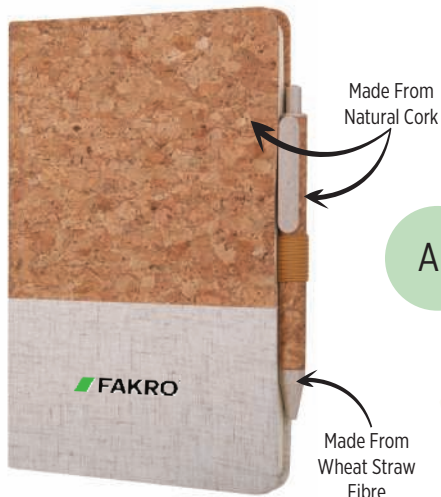 Made From
Natural Cork
A
FAKRO
Made From
Wheat Straw
Fibre